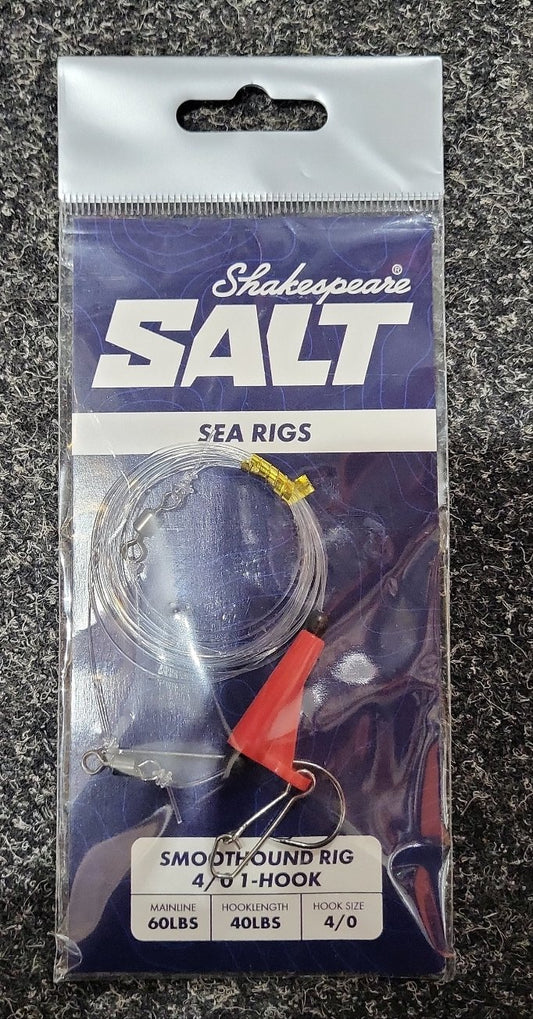 Shakespeare®
SALT
SEA RIGS
SMOOTHOUND RIG
4/0 1-HOOK
MAINLINE HOOKLENGTH HOOK SIZE
60LBS 40LBS 4/0